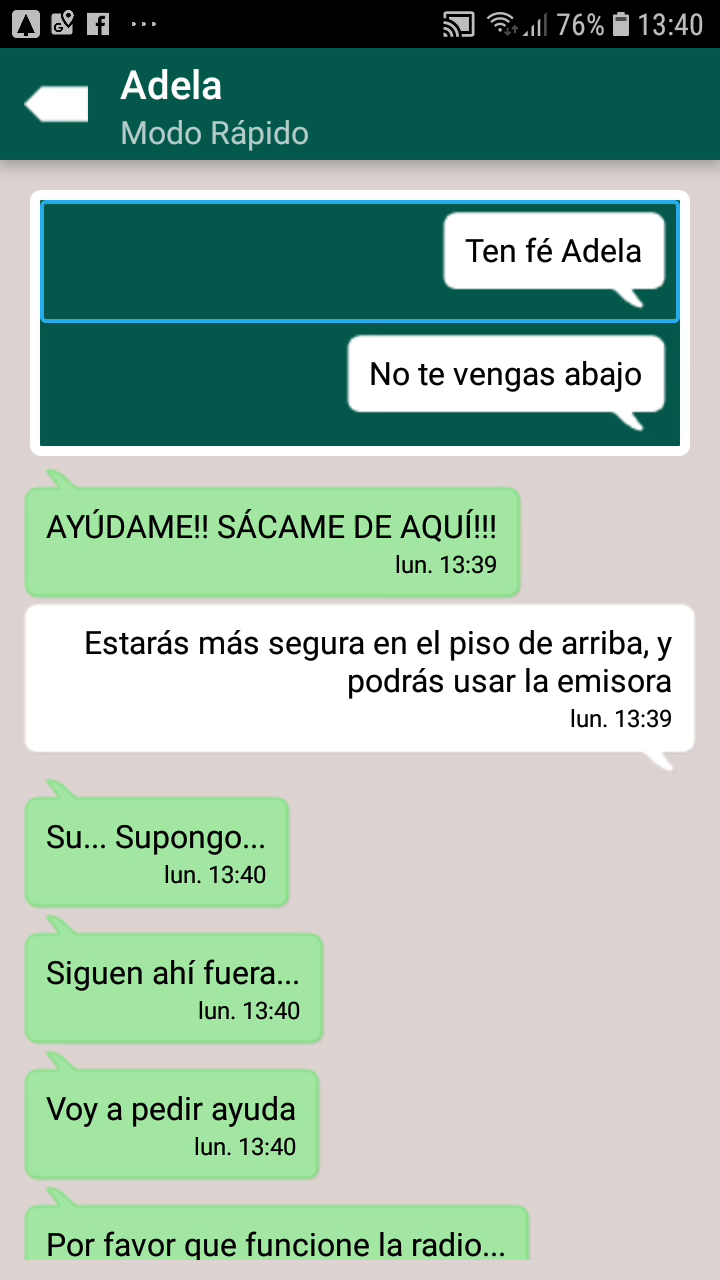 76% 13:40
Adela
Modo Rápido
Ten fé Adela
No te vengas abajo
AYÚDAME!! SÁCAME DE AQUÍ!!!
lun. 13:39
Estarás más segura en el piso de arriba, y
podrás usar la emisora
lun. 13:39
Su... Supongo...
lun. 13:40
Siguen ahí fuera...
lun. 13:40
Voy a pedir ayuda
lun. 13:40
Por favor que funcione la radio...